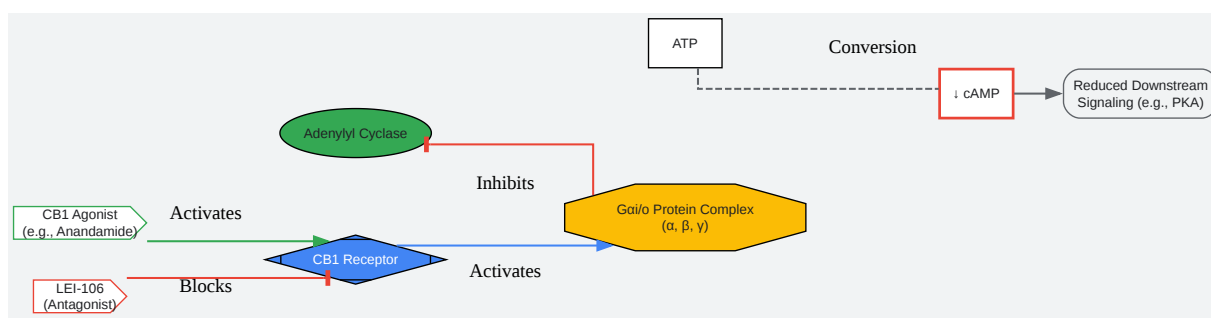 ATP
Conversion
↓ cAMP
Reduced Downstream
Signaling (e.g., PKA)
Adenylyl Cyclase
Inhibits
Gαi/o Protein Complex
(α, β, γ)
CB1 Agonist
(e.g., Anandamide)
Activates
CB1 Receptor
Activates
LEI-106
(Antagonist)
Blocks